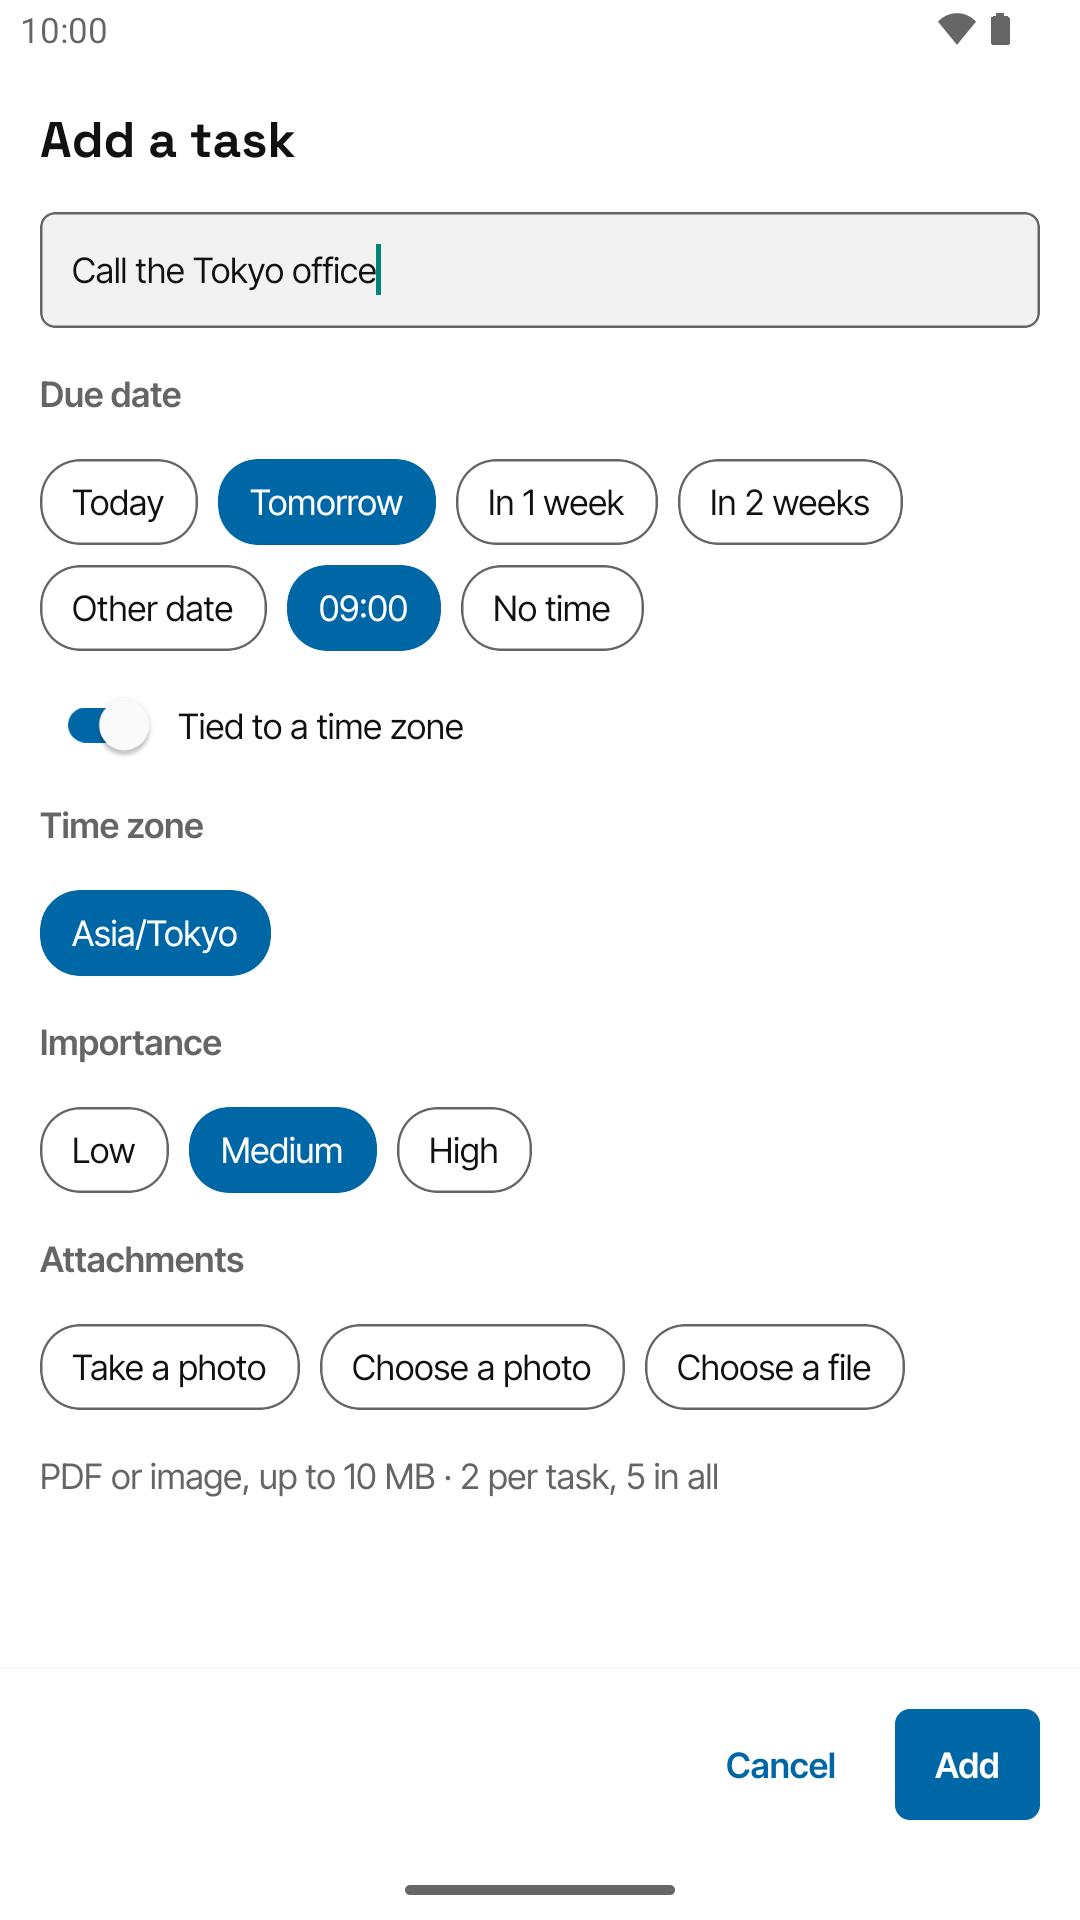 10:00
Add a task
Call the Tokyo office
Due date
Today Tomorrow In 1 week In 2 weeks
Other date 09:00 No time
Tied to a time zone
Time zone
Asia/Tokyo
Importance
Low Medium High
Attachments
Take a photo Choose a photo Choose a file
PDF or image, up to 10 MB · 2 per task, 5 in all
Cancel Add